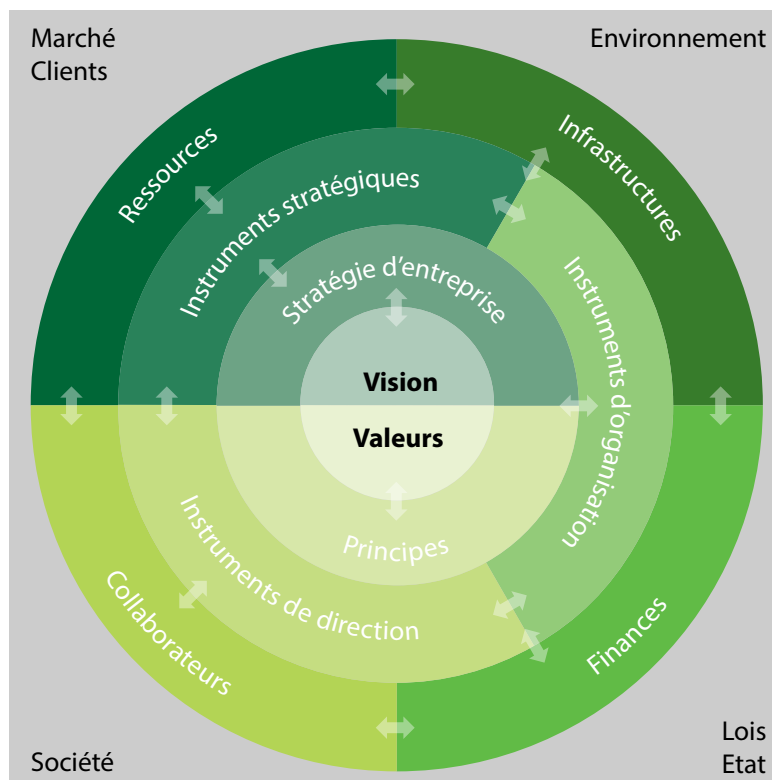 Marché
Clients
Environnement
Ressources
Infrastructures
Instruments stratégiques
Stratégie d'entreprise
Instruments d'organisation
Vision
Valeurs
Principes
Instruments de direction
Collaborateurs
Finances
Société
Lois
Etat